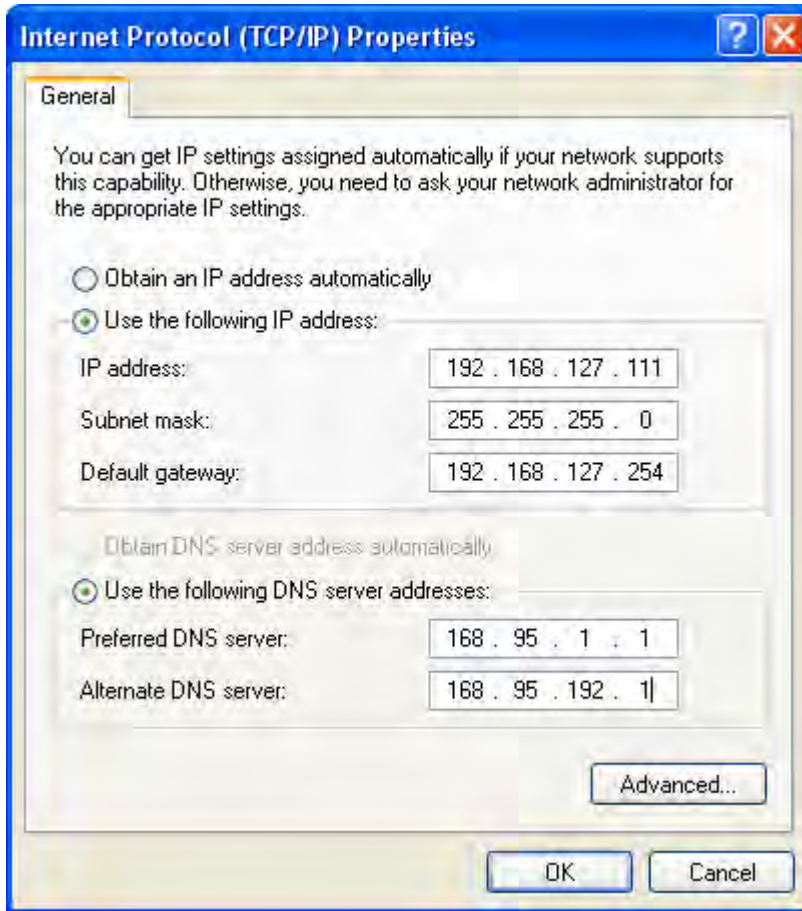 Internet Protocol (TCP/IP) Properties
General
You can get IP settings assigned automatically if your network supports
this capability. Otherwise, you need to ask your network administrator for
the appropriate IP settings.
Obtain an IP address automatically
Use the following IP address:
IP address: 192 . 168 . 127 . 111
Subnet mask: 255 . 255 . 255 . 0
Default gateway: 192 . 168 . 127 . 254
Obtain DNS server address automatically
Use the following DNS server addresses:
Preferred DNS server: 168 . 95 . 1 . 1
Alternate DNS server: 168 . 95 . 192 . 1
Advanced...
OK Cancel